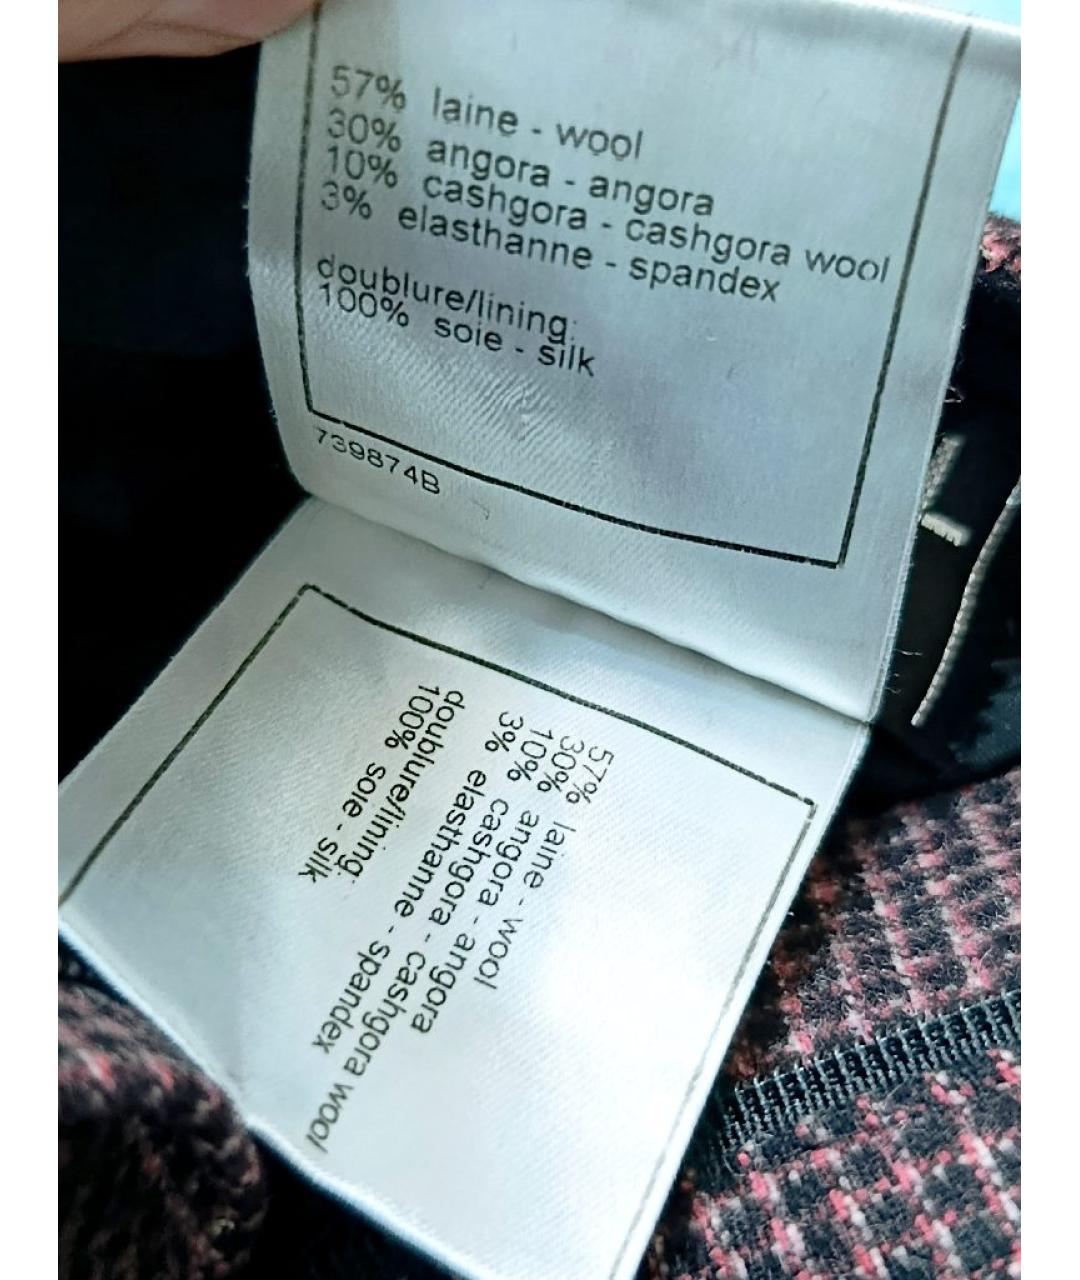 57% laine - wool
30% angora - angora
10% cashgora - cashgora wool
3% elasthanne - spandex
doublure/lining:
100% soie - silk
739874B
57% laine - wool
30% angora - angora
10% cashgora - cashgora wool
3% elasthanne - spandex
doublure/lining:
100% soie - silk